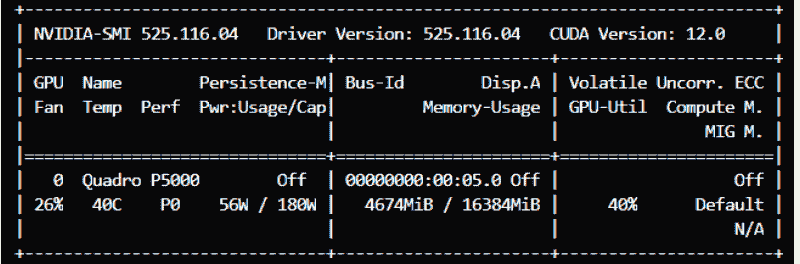 +-----------------------------------------------------------------------------+
| NVIDIA-SMI 525.116.04   Driver Version: 525.116.04   CUDA Version: 12.0     |
|-------------------------------+----------------------+----------------------+
| GPU  Name        Persistence-M| Bus-Id        Disp.A | Volatile Uncorr. ECC |
| Fan  Temp  Perf  Pwr:Usage/Cap|         Memory-Usage | GPU-Util  Compute M. |
|                               |                      |               MIG M. |
|===============================+======================+======================|
|   0  Quadro P5000        Off  | 00000000:00:05.0 Off |                  Off |
| 26%   40C    P0    56W / 180W |   4674MiB / 16384MiB |     40%      Default |
|                               |                      |                  N/A |
+-------------------------------+----------------------+----------------------+